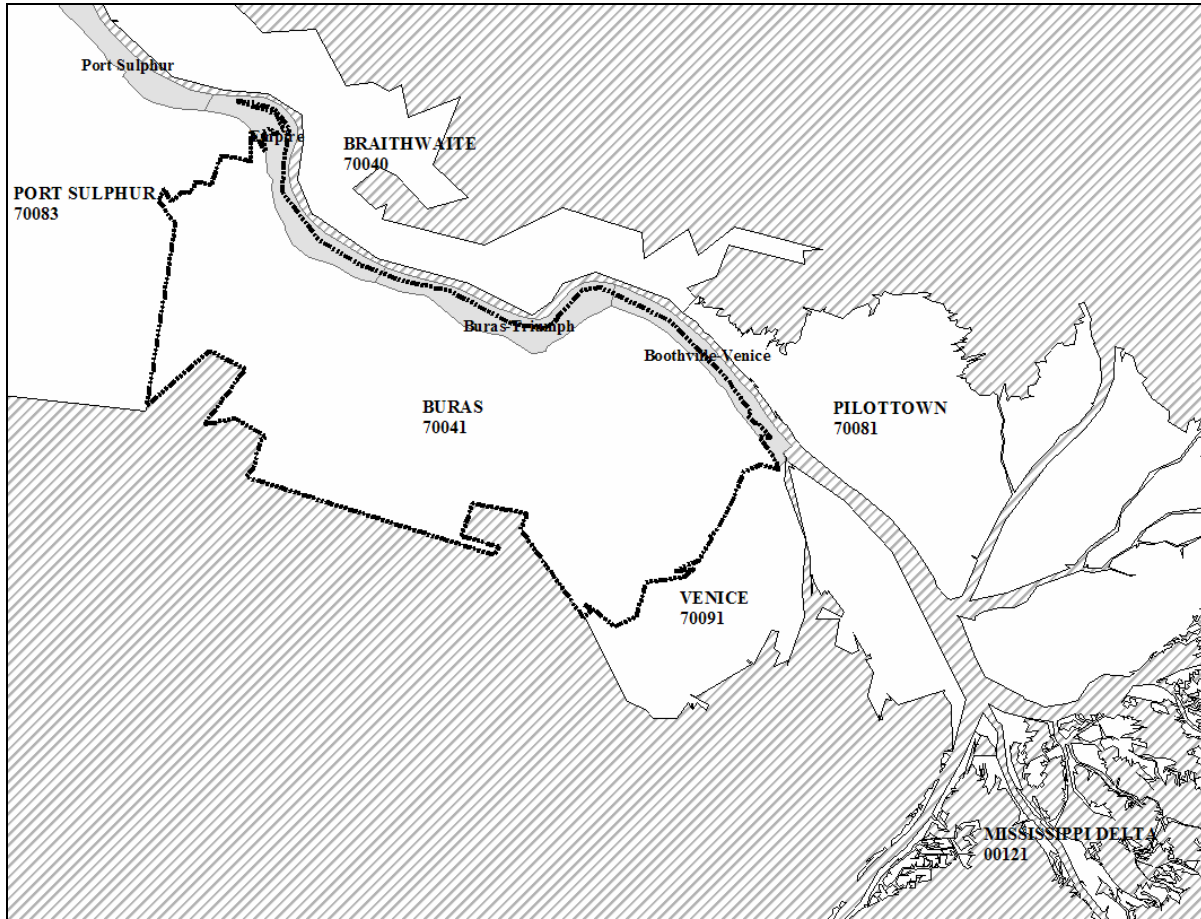 Port Sulphur
Empire
BRAITHWAITE
70040
PORT SULPHUR
70083
Buras-Triumph
Boothville-Venice
BURAS
70041
PILOTTOWN
70081
VENICE
70091
MISSISSIPPI DELTA
00121